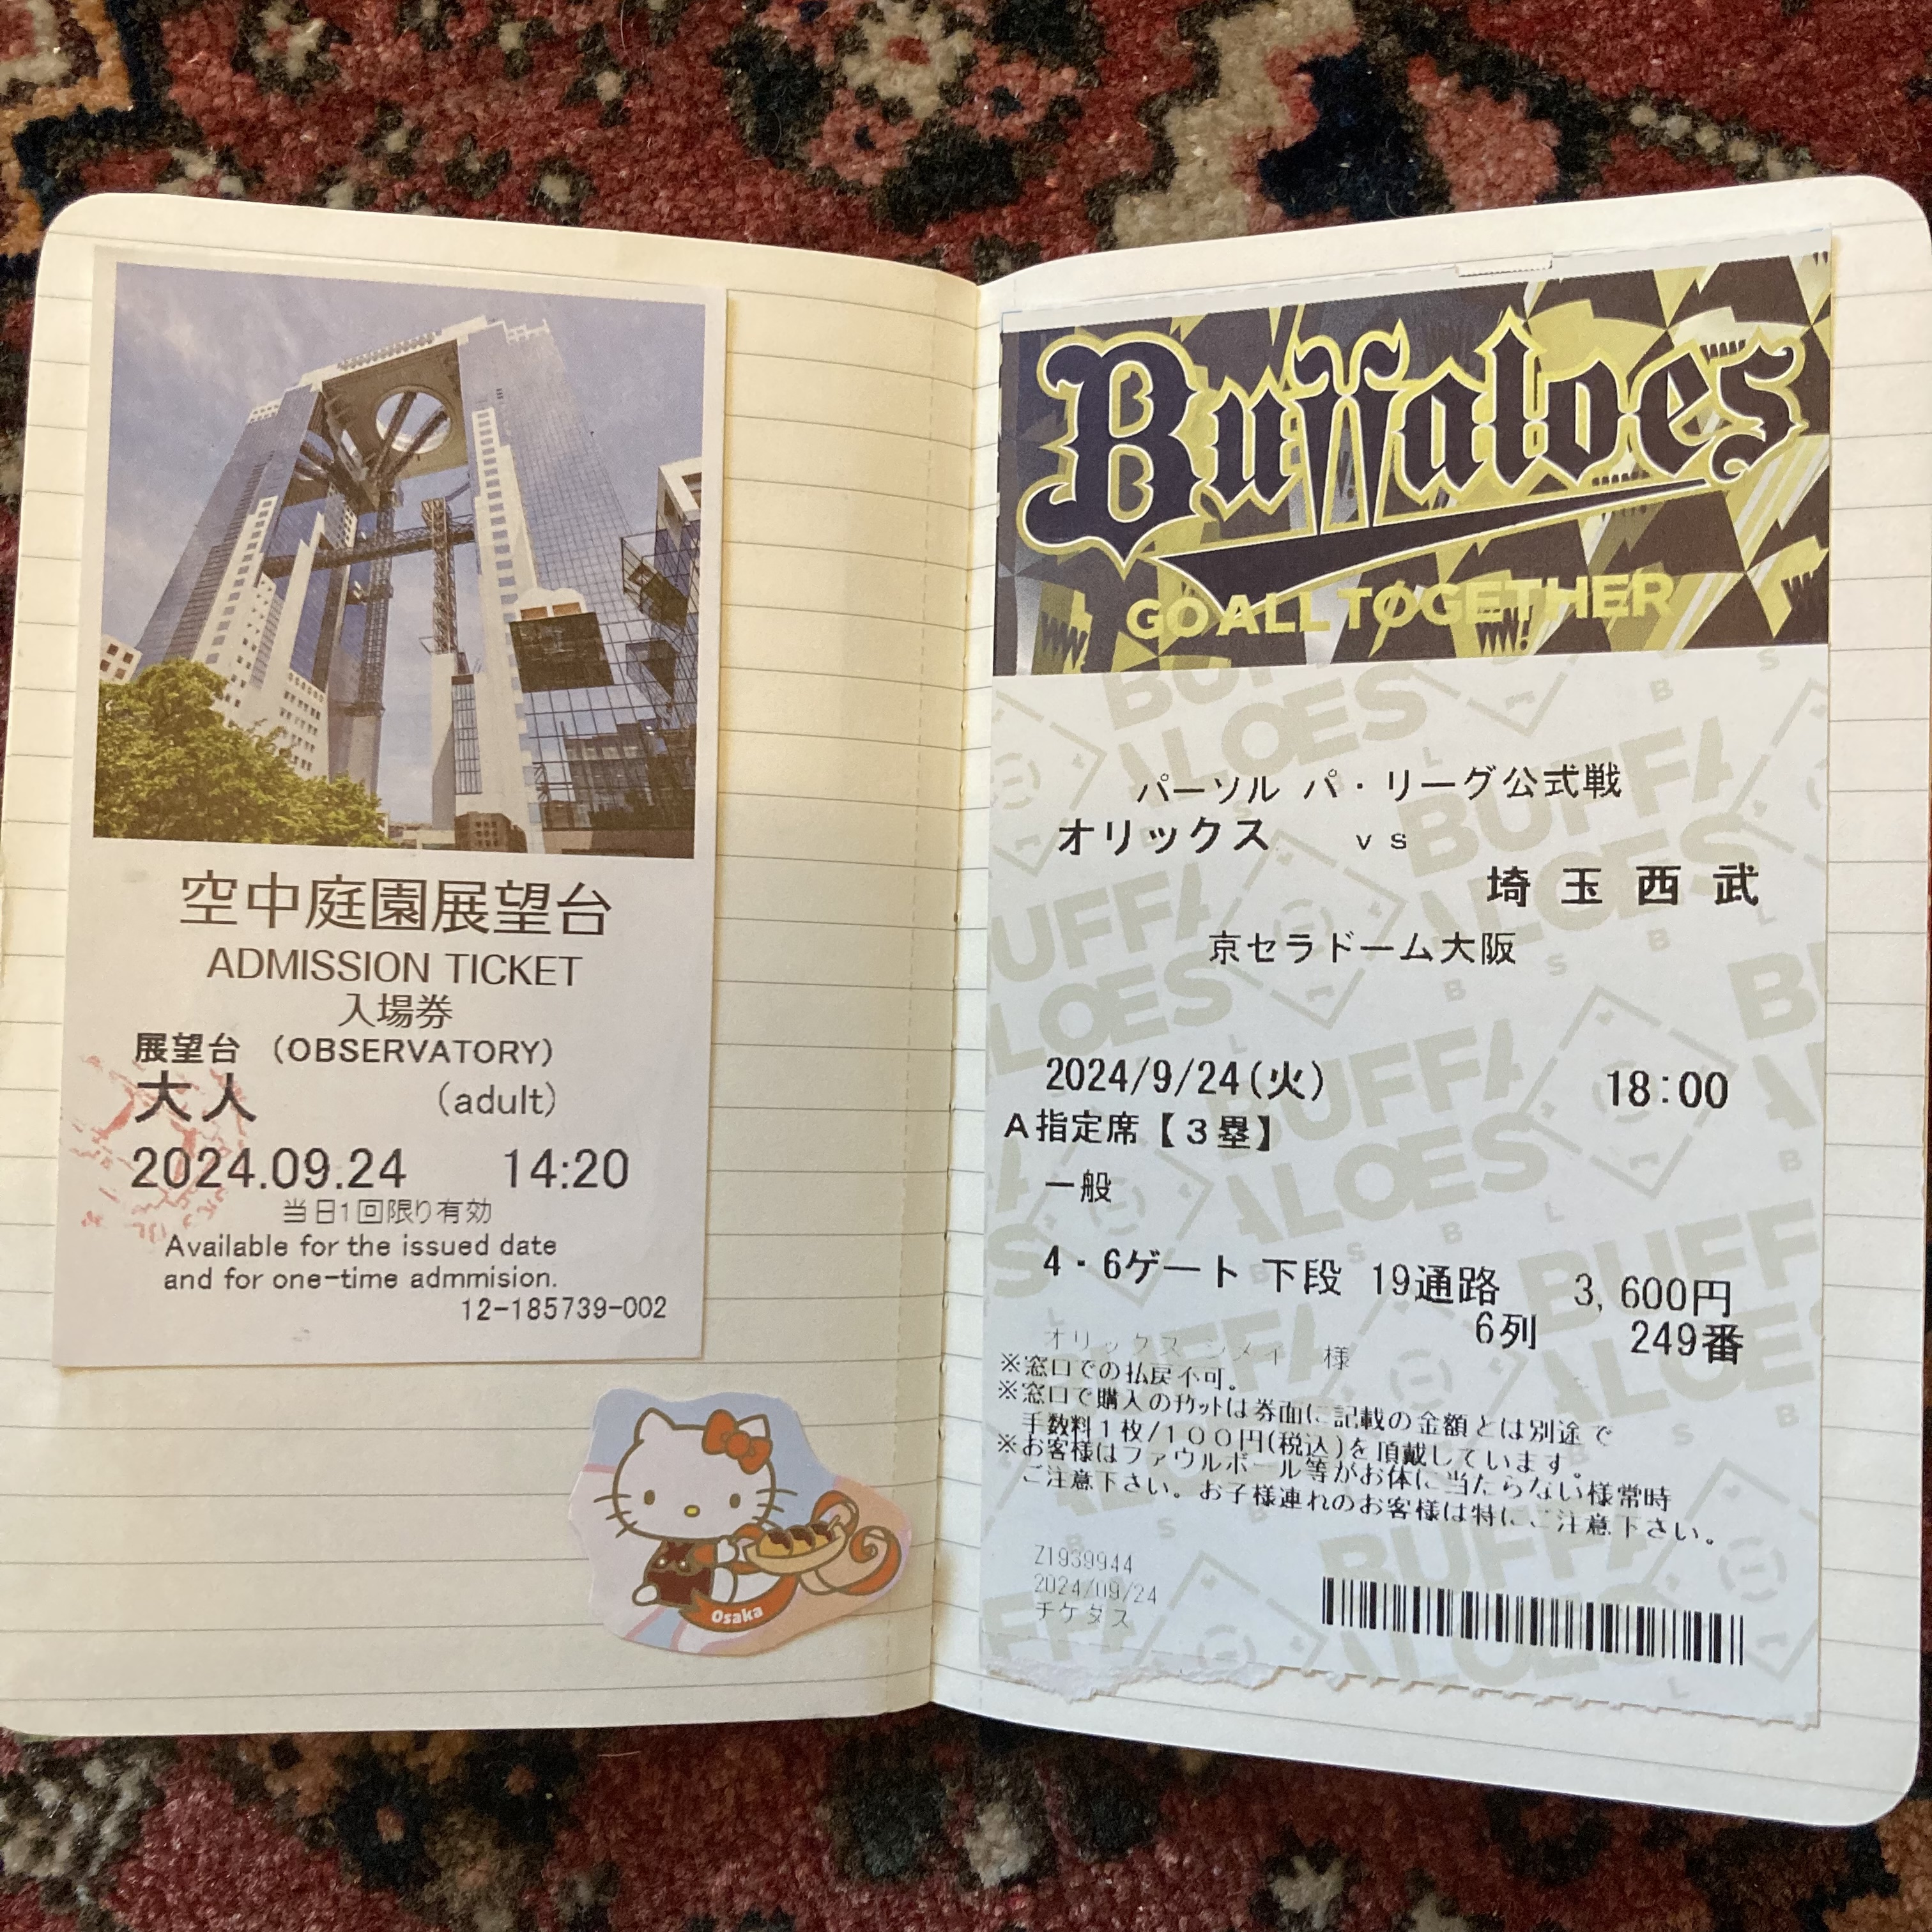 空中庭園展望台
ADMISSION TICKET
入場券
展望台 (OBSERVATORY)
大人 (adult)
2024.09.24 14:20
当日1回限り有効
Available for the issued date
and for one-time admmision.
12-185739-002
Osaka
Buffaloes
GO ALL TØGETHER
パーソル パ・リーグ公式戦
オリックス vs
埼玉西武
京セラドーム大阪
2024/9/24(火) 18:00
A指定席【3塁】
一般
4・6ゲート 下段 19通路 3,600円
6列 249番
オリックス シメイ 様
※窓口での払戻不可。
※窓口で購入のチケットは券面に記載の金額とは別途で
手数料1枚/100円(税込)を頂戴しています。
※お客様はファウルボール等がお体に当たらない様常時
ご注意下さい。お子様連れのお客様は特にご注意下さい。
Z1939944
2024/09/24
チケタス